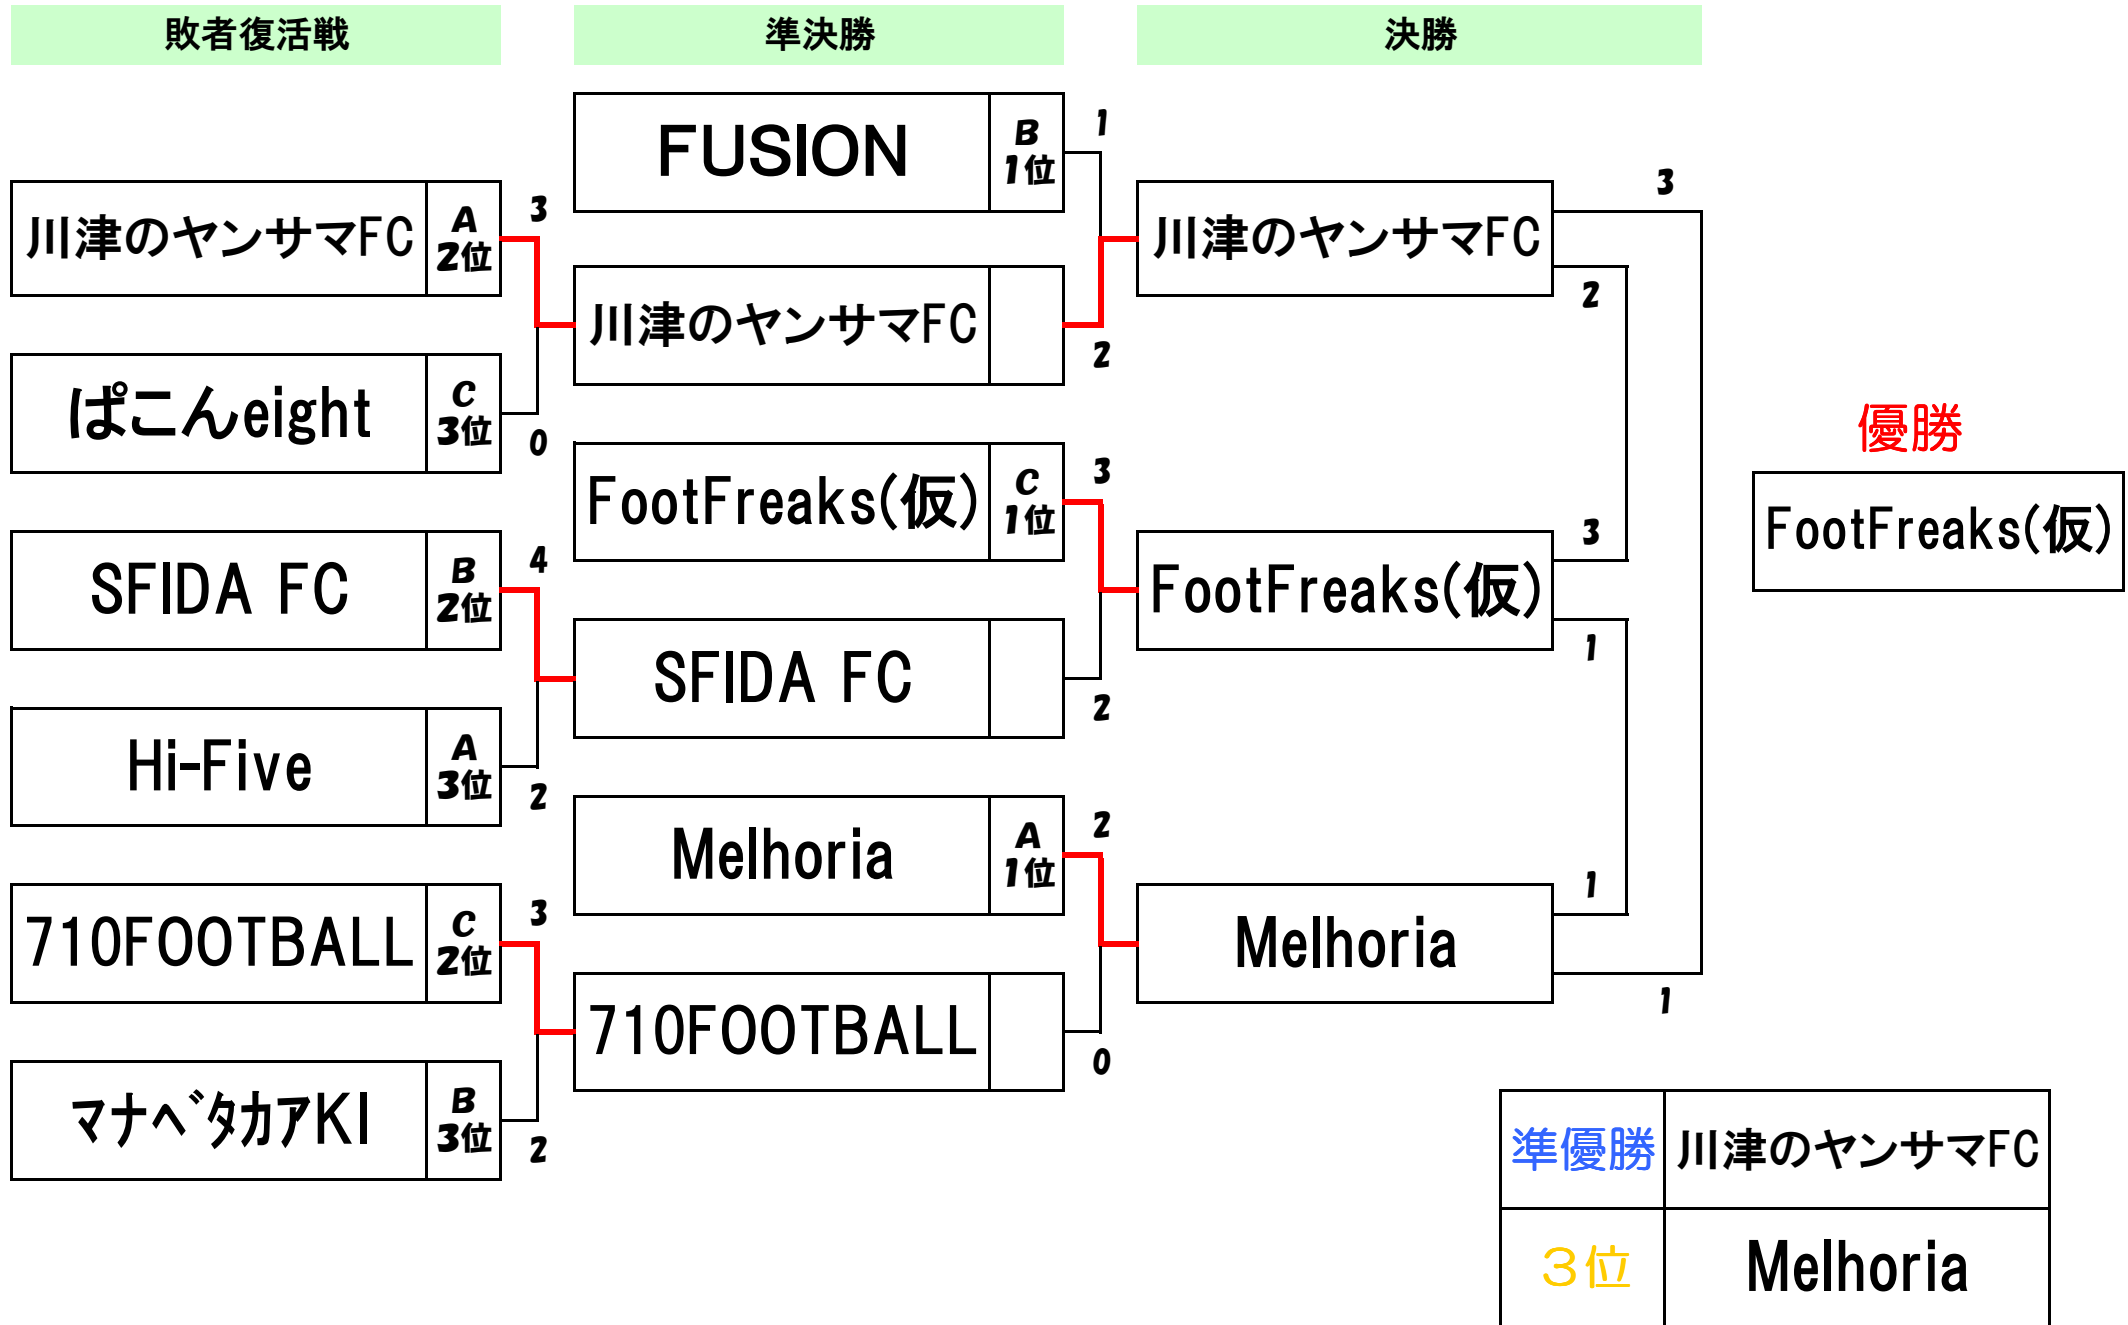 敗者復活戦
準決勝
決勝
川津のヤンサマFC
A
2位
3
ぱこんeight
C
3位
0
SFIDA FC
B
2位
4
Hi-Five
A
3位
2
710FOOTBALL
C
2位
3
マナベタカアKI
B
3位
2
FUSION
B
1位
1
川津のヤンサマFC
2
FootFreaks(仮)
C
1位
3
SFIDA FC
2
Melhoria
A
1位
2
710FOOTBALL
0
川津のヤンサマFC
3
2
FootFreaks(仮)
3
1
Melhoria
1
1
優勝
FootFreaks(仮)
準優勝
川津のヤンサマFC
3位
Melhoria